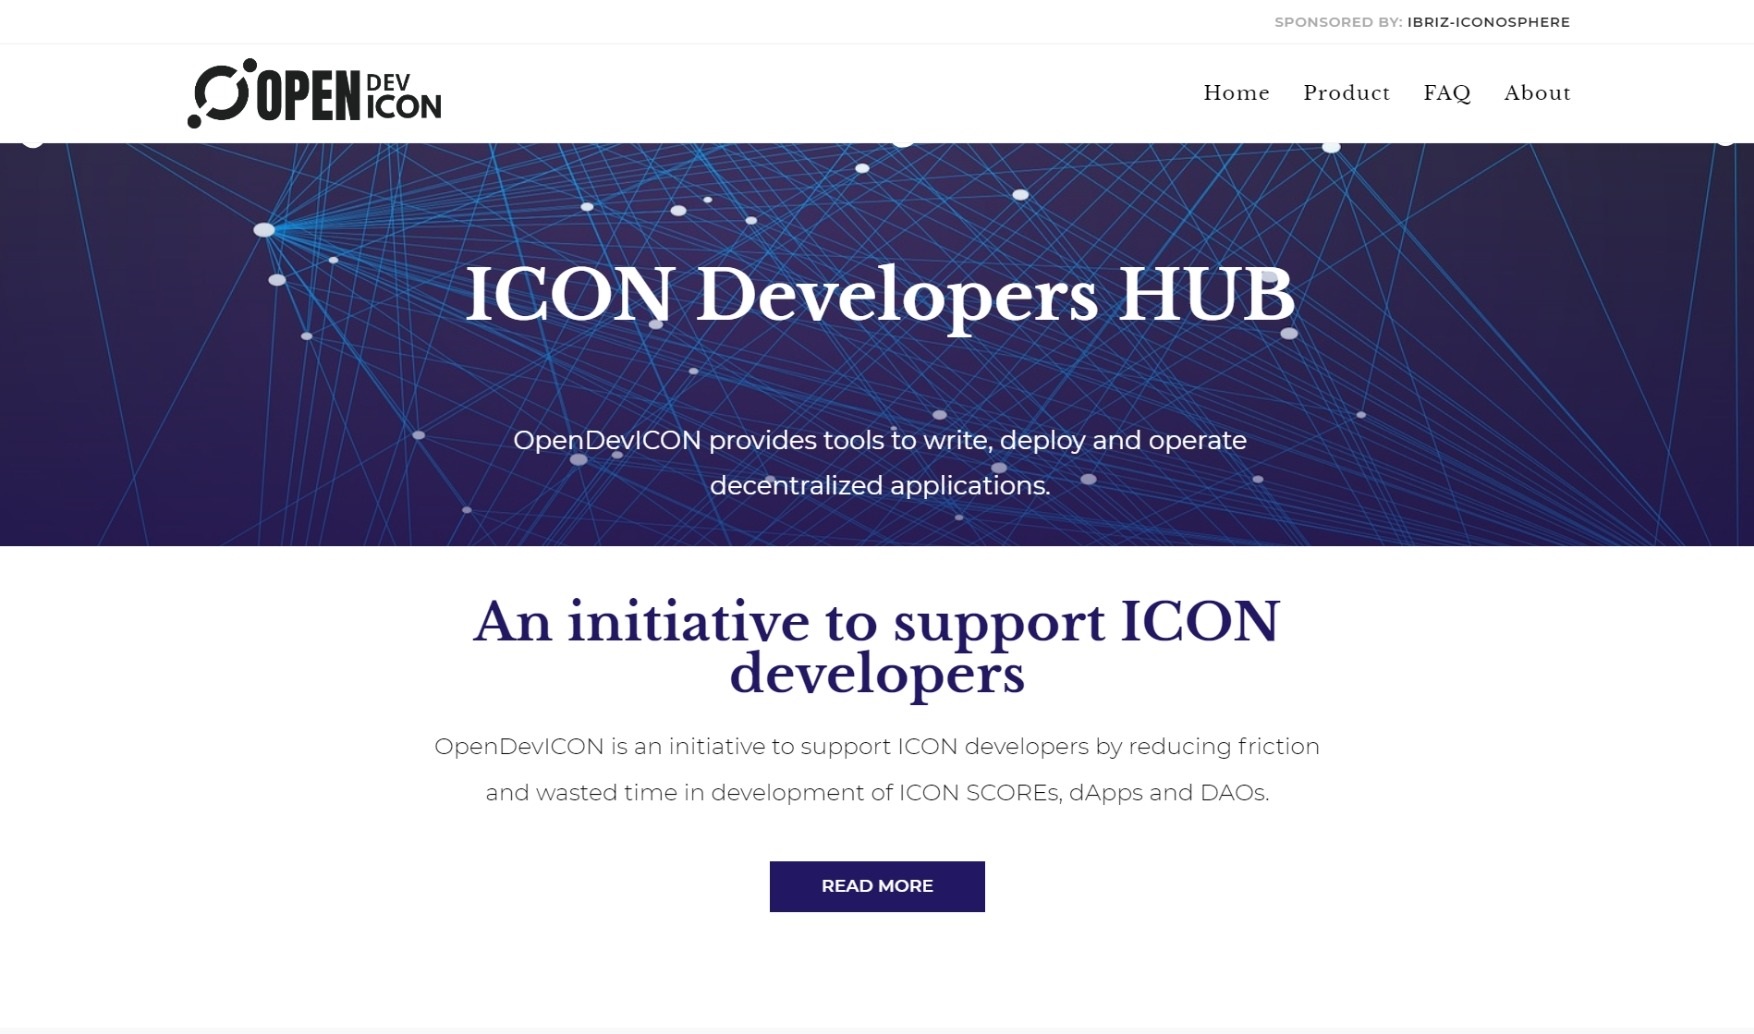 SPONSORED BY: IBRIZ-ICONOSPHERE
OPEN DEV ICON
Home Product FAQ About
ICON Developers HUB
OpenDevICON provides tools to write, deploy and operate
decentralized applications.
An initiative to support ICON
developers
OpenDevICON is an initiative to support ICON developers by reducing friction
and wasted time in development of ICON SCOREs, dApps and DAOs.
READ MORE